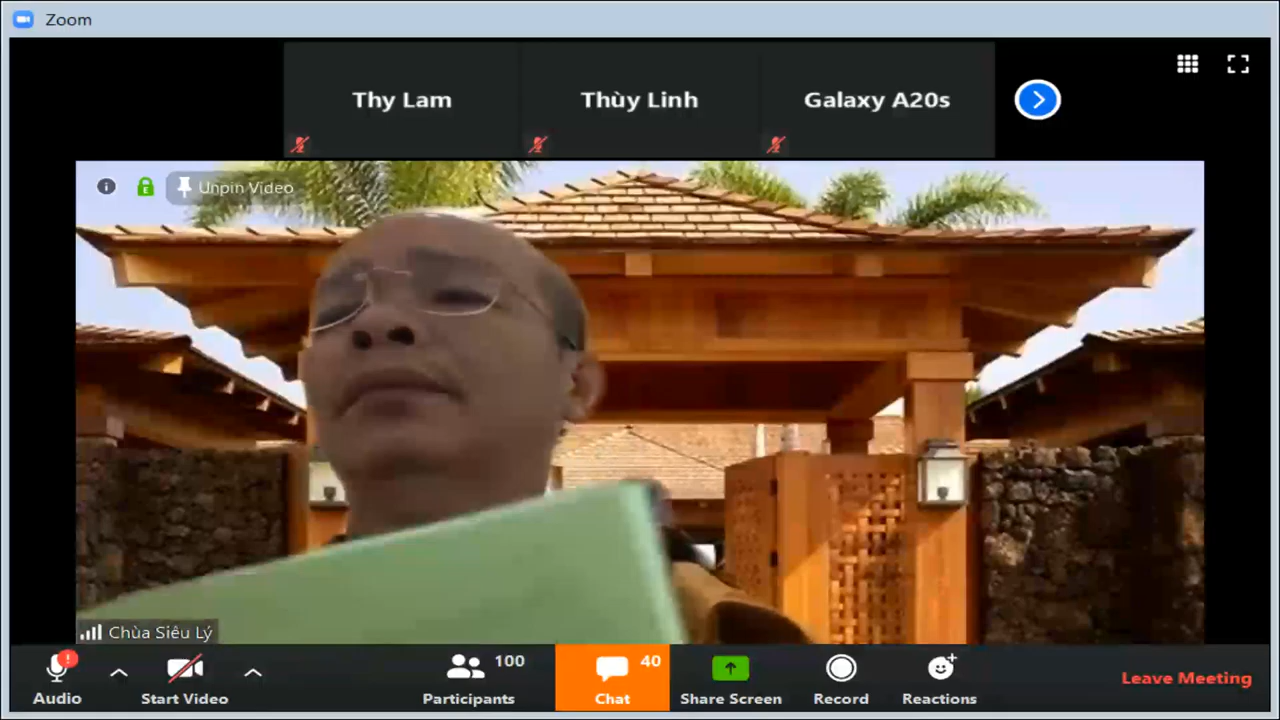 Zoom
Thy Lam
Thùy Linh
Galaxy A20s
Unpin Video
Chùa Siêu Lý
100
40
Audio
Start Video
Participants
Chat
Share Screen
Record
Reactions
Leave Meeting